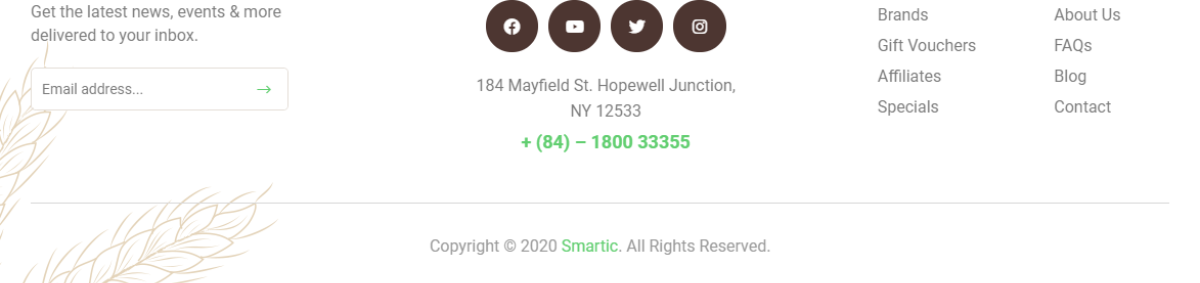 Get the latest news, events & more
delivered to your inbox.
Email address...
184 Mayfield St. Hopewell Junction,
NY 12533
+ (84) – 1800 33355
Brands
Gift Vouchers
Affiliates
Specials
About Us
FAQs
Blog
Contact
Copyright © 2020 Smartic. All Rights Reserved.